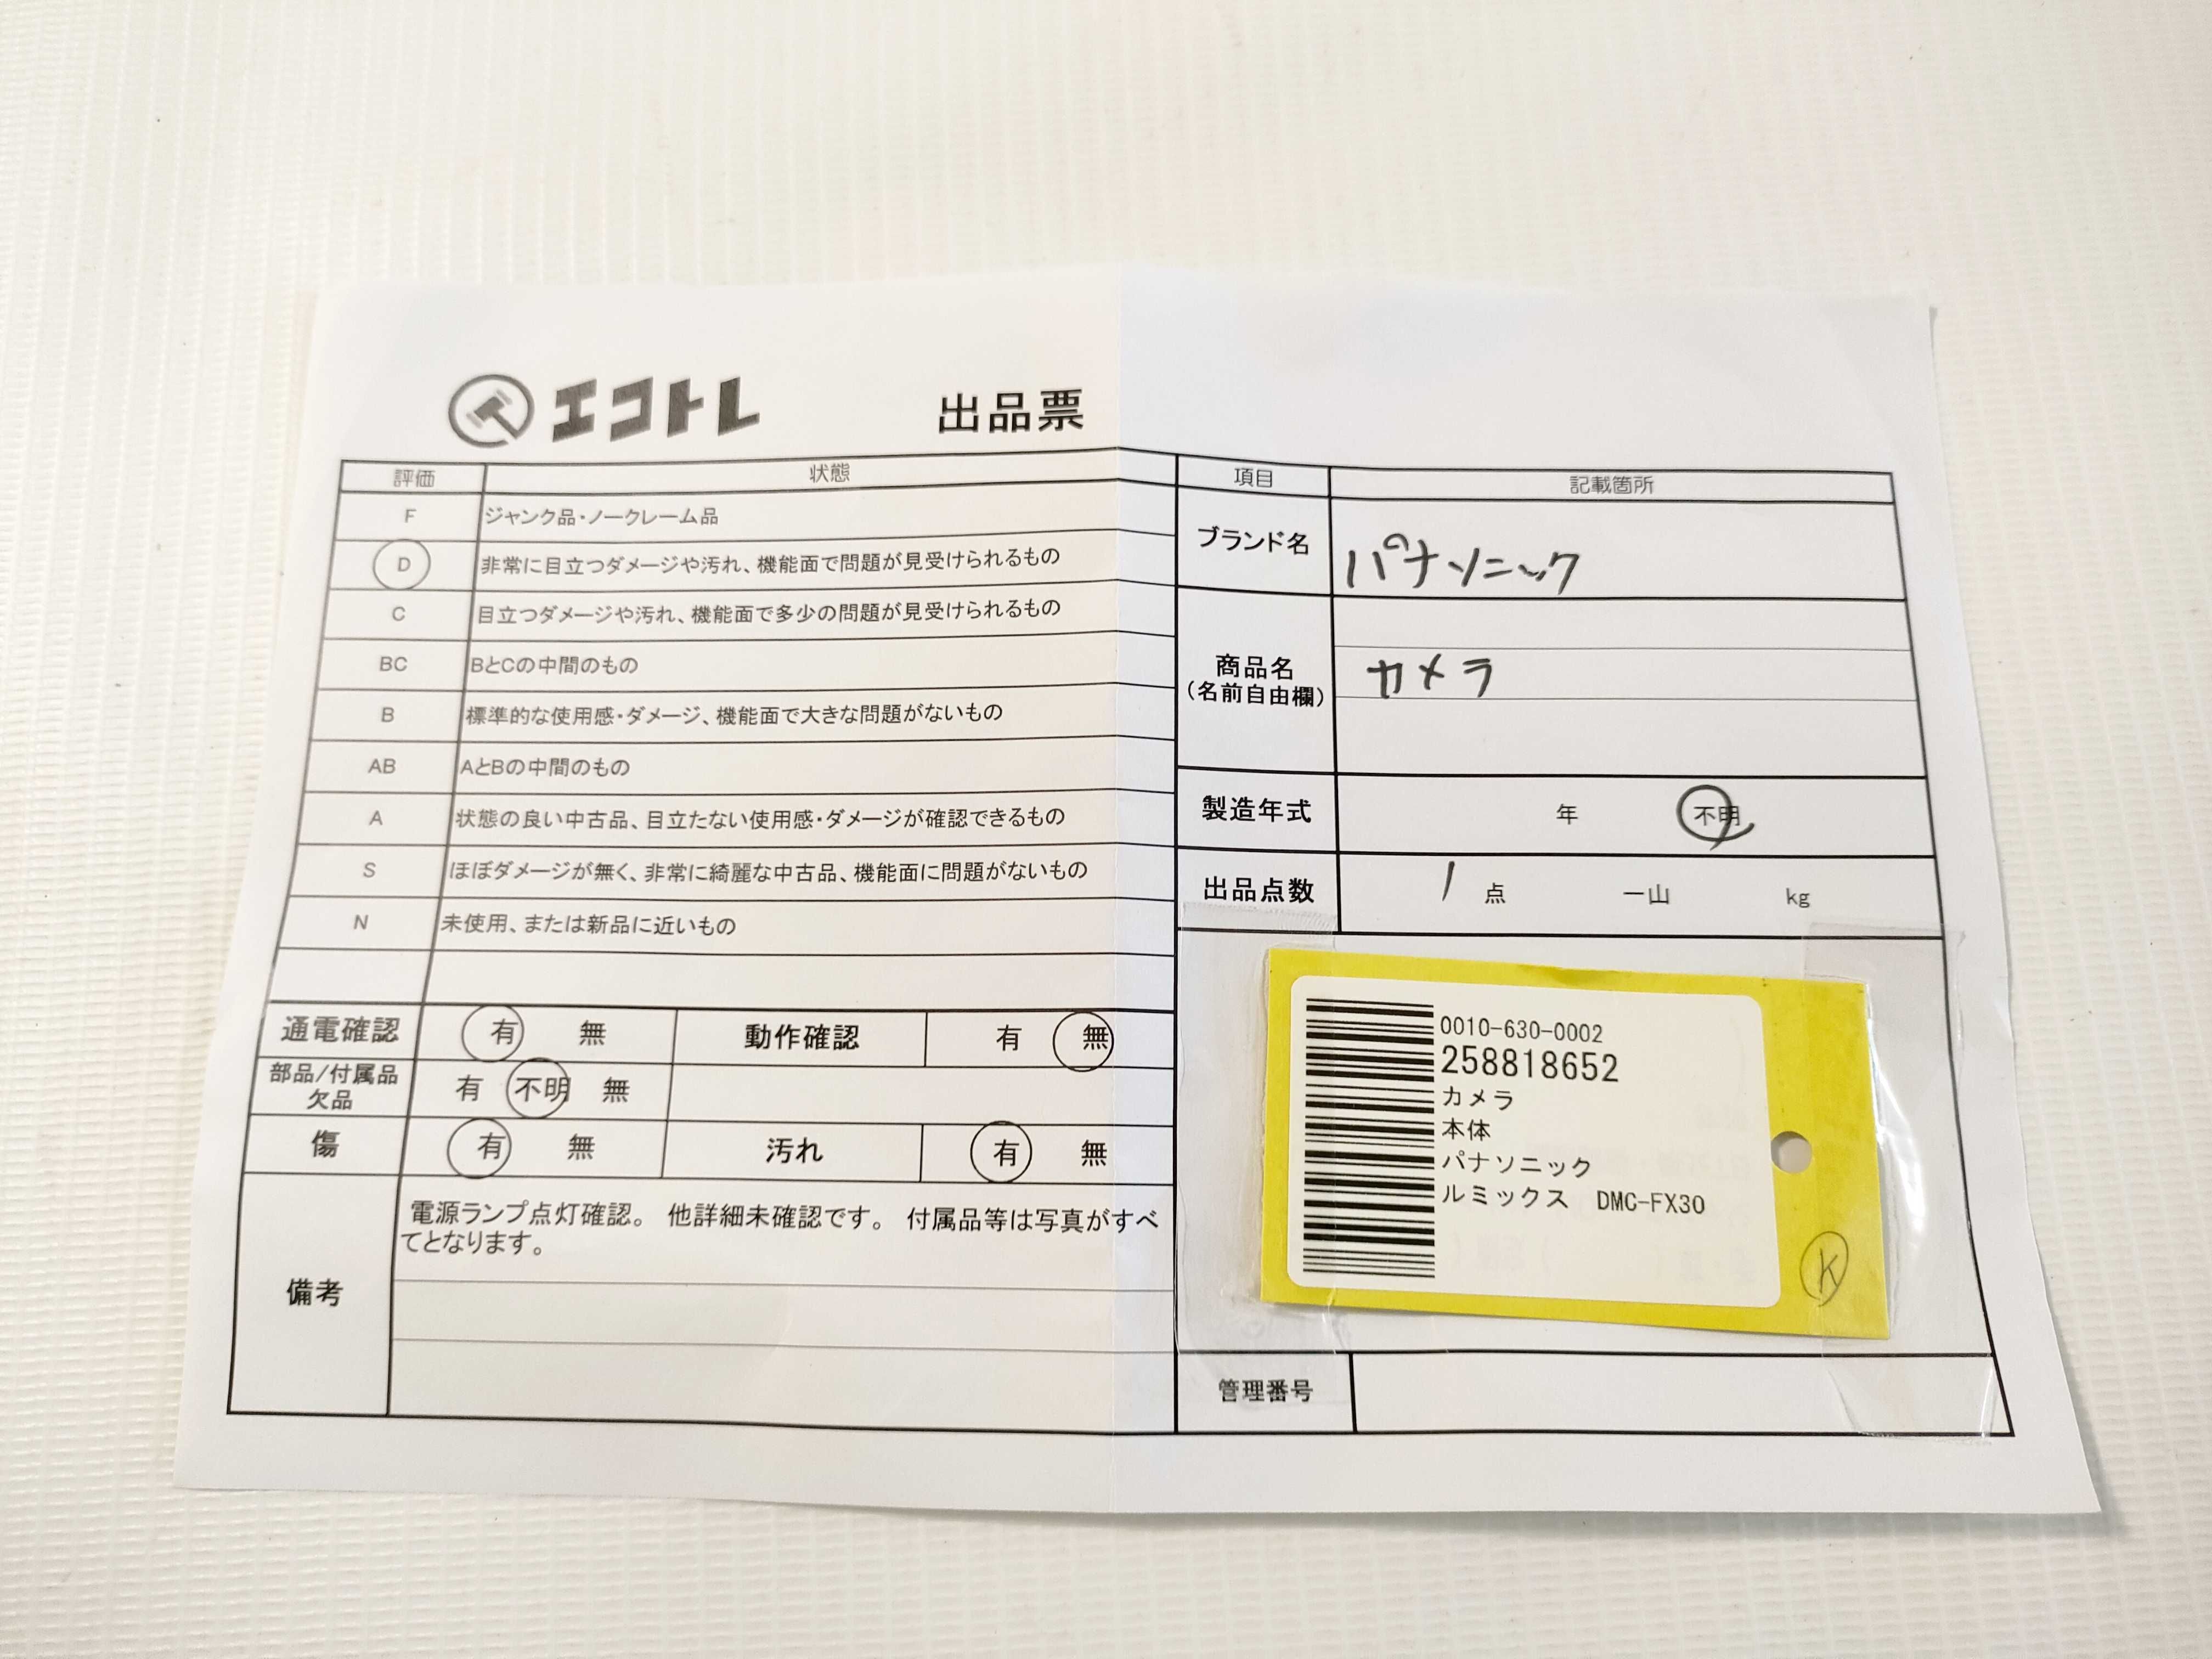 エコトレ 出品票
評価 状態
F ジャンク品・ノークレーム品
D 非常に目立つダメージや汚れ、機能面で問題が見受けられるもの
C 目立つダメージや汚れ、機能面で多少の問題が見受けられるもの
BC BとCの中間のもの
B 標準的な使用感・ダメージ、機能面で大きな問題がないもの
AB AとBの中間のもの
A 状態の良い中古品、目立たない使用感・ダメージが確認できるもの
S ほぼダメージが無く、非常に綺麗な中古品、機能面に問題がないもの
N 未使用、または新品に近いもの
通電確認 有 無 動作確認 有 無
部品/付属品
欠品 有 不明 無
傷 有 無 汚れ 有 無
備考
電源ランプ点灯確認。 他詳細未確認です。 付属品等は写真がすべ
てとなります。
項目 記載箇所
ブランド名 パナソニック
商品名
(名前自由欄)
カメラ
製造年式 年 不明
出品点数 1 点 一山 kg
0010-630-0002
258818652
カメラ
本体
パナソニック
ルミックス DMC-FX30
K
管理番号